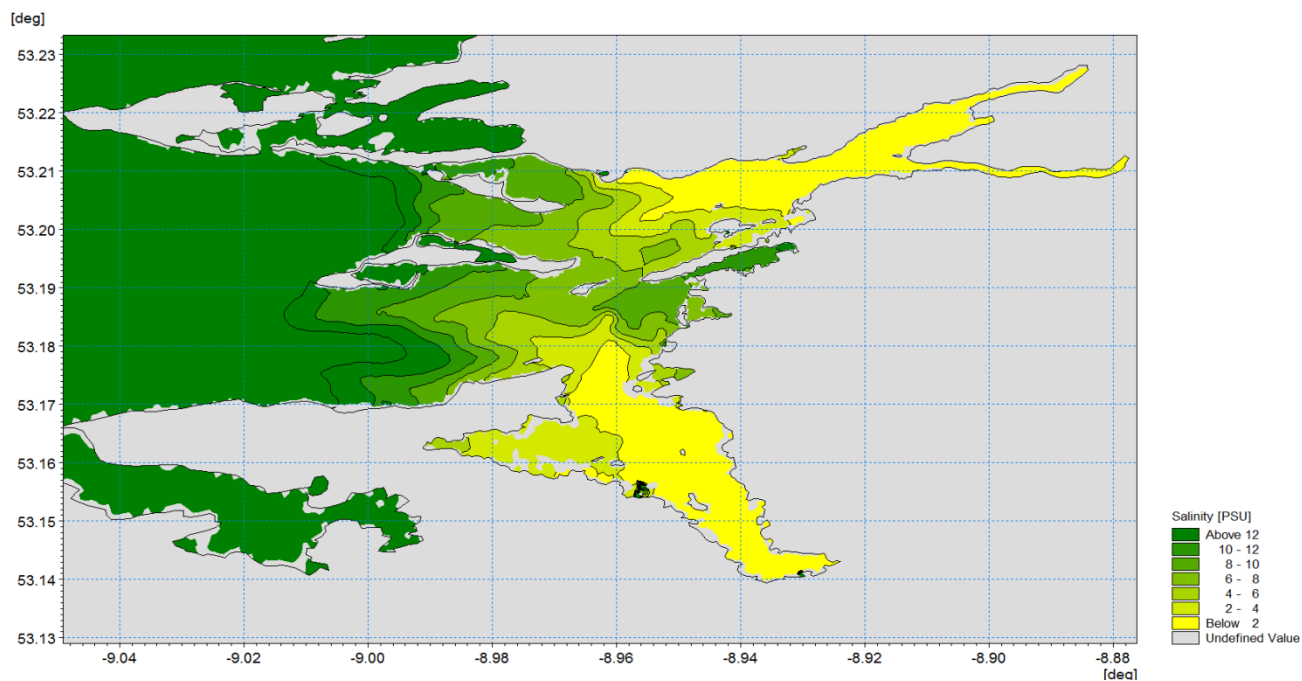 [deg]
53.23
53.22
53.21
53.20
53.19
53.18
53.17
53.16
53.15
53.14
53.13
-9.04 -9.02 -9.00 -8.98 -8.96 -8.94 -8.92 -8.90 -8.88
[deg]
Salinity [PSU]
Above 12
10 - 12
8 - 10
6 - 8
4 - 6
2 - 4
Below 2
Undefined Value